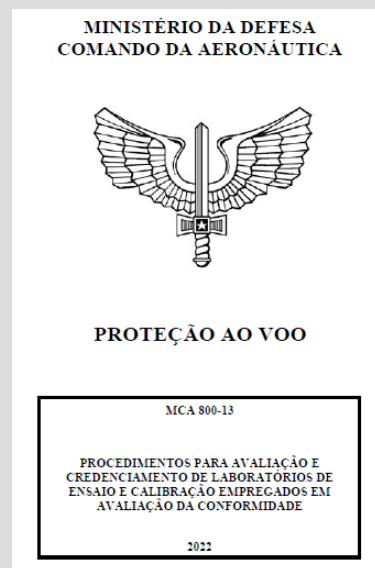 MINISTÉRIO DA DEFESA
COMANDO DA AERONÁUTICA
PROTEÇÃO AO VOO
MCA 800-13
PROCEDIMENTOS PARA AVALIAÇÃO E
CREDENCIAMENTO DE LABORATÓRIOS DE
ENSAIO E CALIBRAÇÃO EMPREGADOS EM
AVALIAÇÃO DA CONFORMIDADE
2022